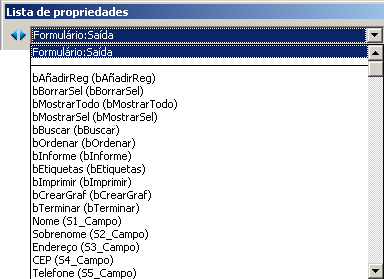 Lista de propriedades
Formulário:Saída
Formulário:Saída
bAñadirReg (bAñadirReg)
bBorrarSel (bBorrarSel)
bMostrarTodo (bMostrarTodo)
bMostrarSel (bMostrarSel)
bBuscar (bBuscar)
bOrdenar (bOrdenar)
bInforme (bInforme)
bEtiquetas (bEtiquetas)
bImprimir (bImprimir)
bCrearGraf (bCrearGraf)
bTerminar (bTerminar)
Nome (S1_Campo)
Sobrenome (S2_Campo)
Endereço (S3_Campo)
CEP (S4_Campo)
Telefone (S5_Campo)